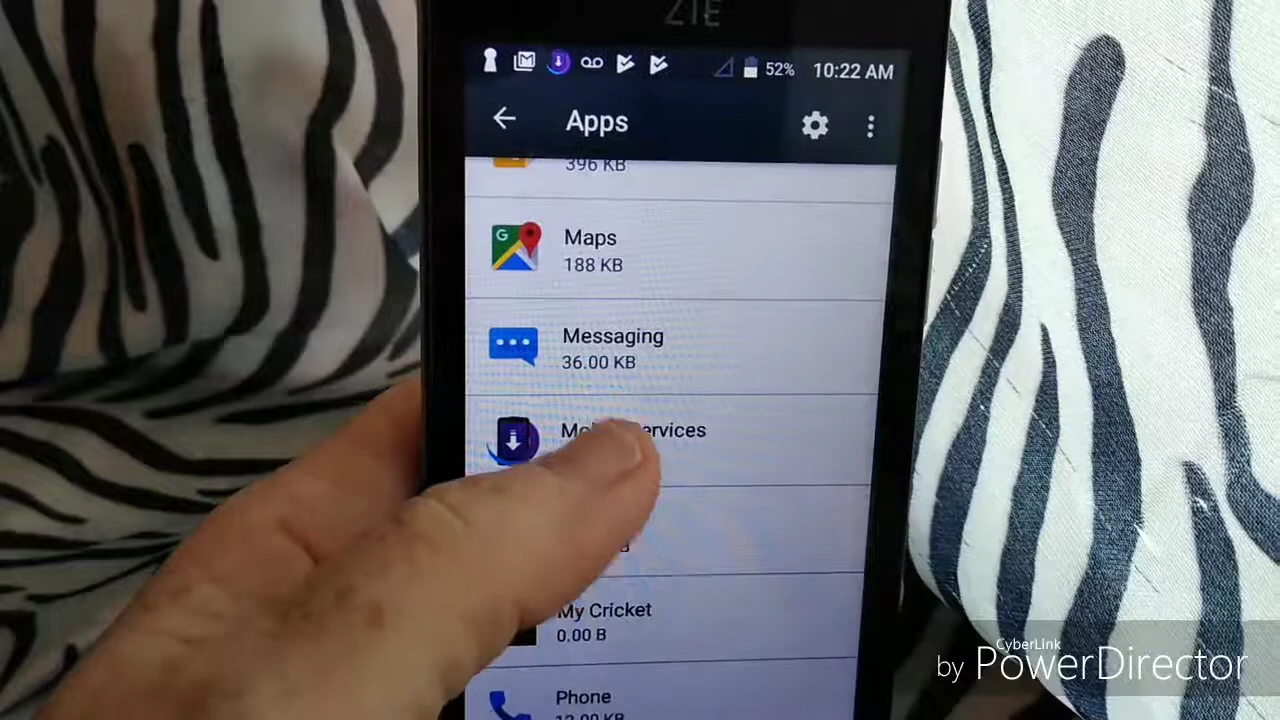 ZTE
52% 10:22 AM
Apps
396 KB
Maps
188 KB
Messaging
36.00 KB
My Cricket
0.00 B
Phone
CyberLink
by PowerDirector